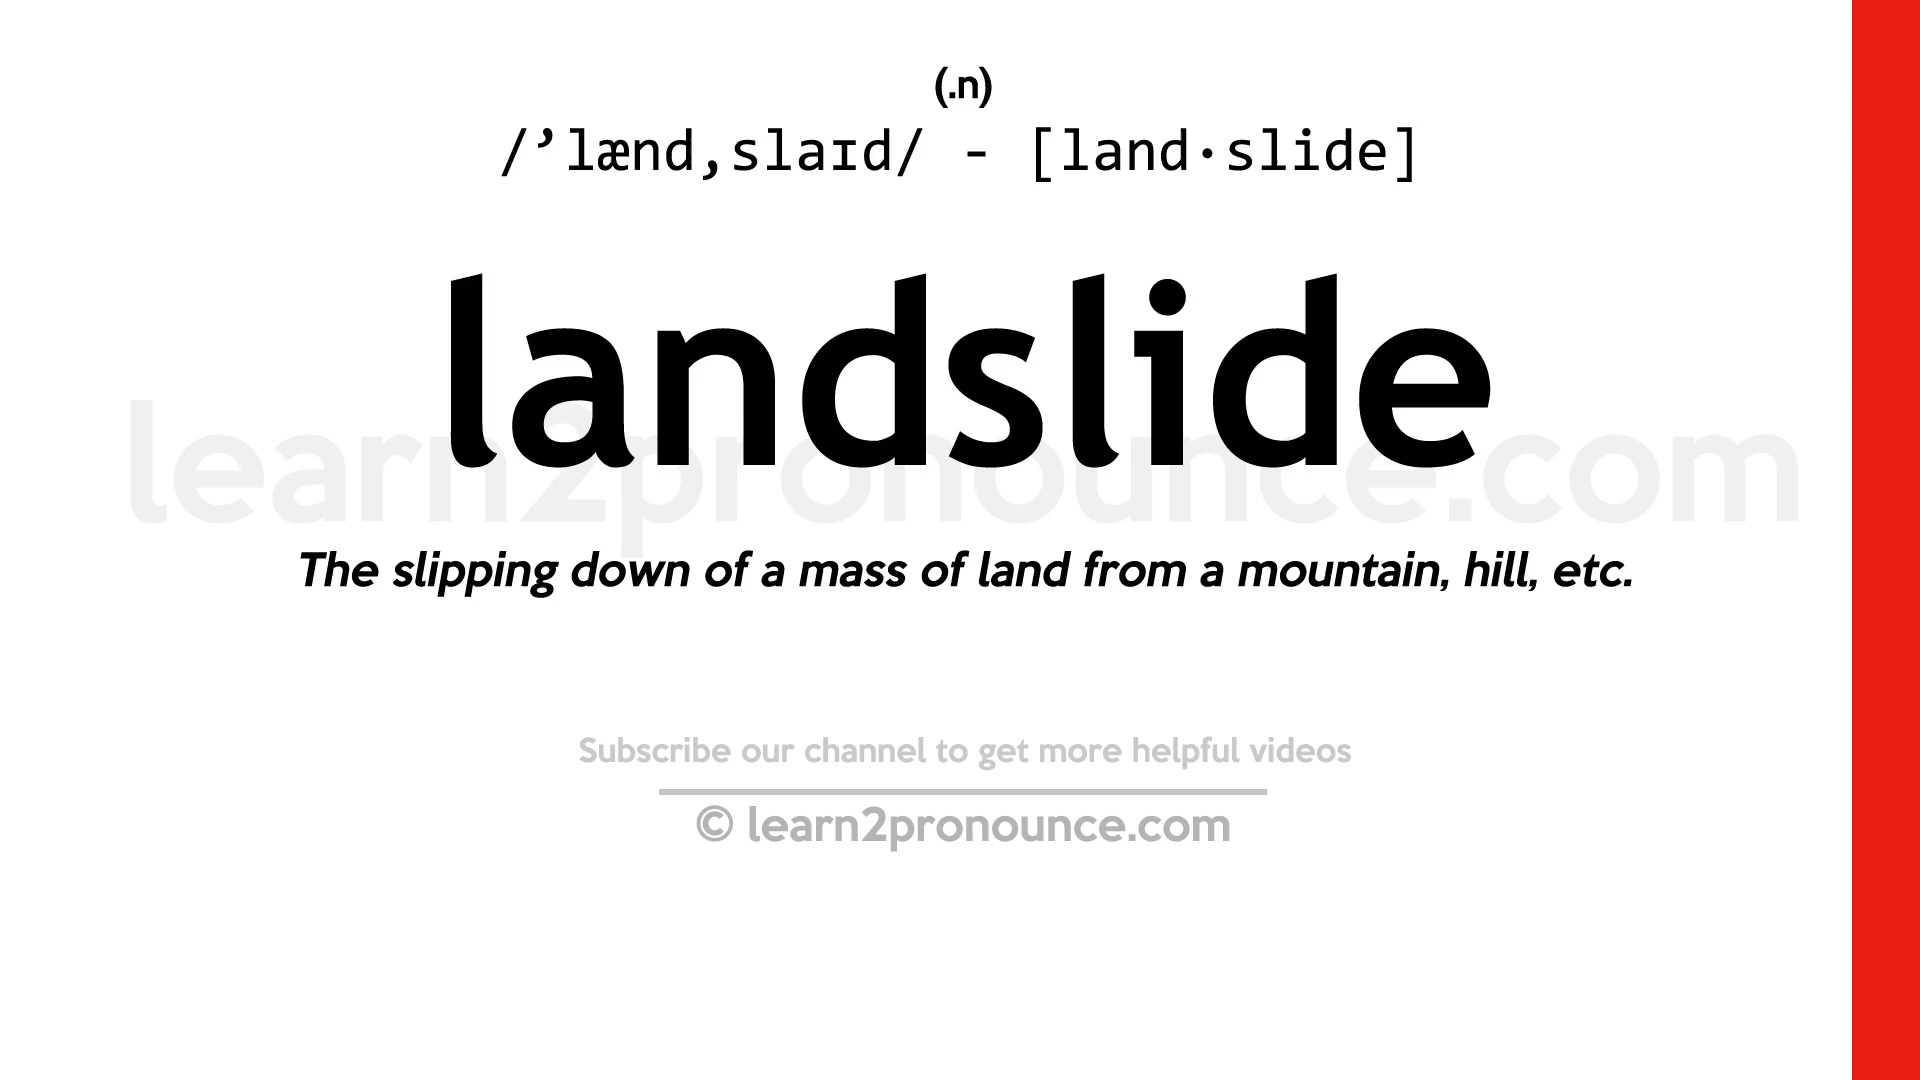 (.n)
/’lænd,slaɪd/ - [land·slide]
landslide
learn2pronounce.com
The slipping down of a mass of land from a mountain, hill, etc.
Subscribe our channel to get more helpful videos
© learn2pronounce.com